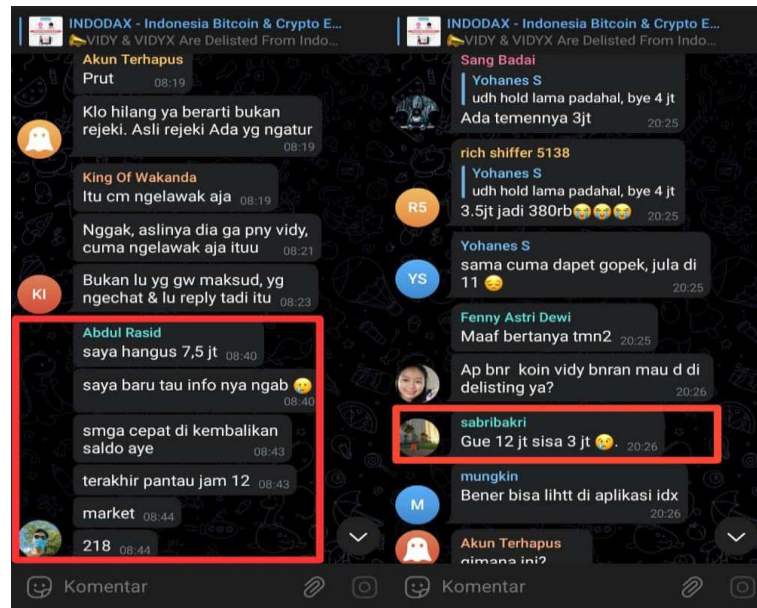 INDODAX - Indonesia Bitcoin & Crypto E...
VIDY & VIDYX Are Delisted From Indo...
Akun Terhapus
Prut 08:19
Klo hilang ya berarti bukan
rejeki. Asli rejeki Ada yg ngatur
08:19
King Of Wakanda
Itu cm ngelawak aja 08:19
Nggak, aslinya dia ga pny vidy,
cuma ngelawak aja ituu 08:21
KI
Bukan lu yg gw maksud, yg
ngechat & lu reply tadi itu 08:23
Abdul Rasid
saya hangus 7,5 jt 08:40
saya baru tau info nya ngab 🥲
08:40
smga cepat di kembalikan
saldo aye 08:43
terakhir pantau jam 12 08:43
market 08:44
218 08:44
Komentar
INDODAX - Indonesia Bitcoin & Crypto E...
VIDY & VIDYX Are Delisted From Indo...
Sang Badai
Yohanes S
udh hold lama padahal, bye 4 jt
Ada temennya 3jt 20:25
rich shiffer 5138
Yohanes S
udh hold lama padahal, bye 4 jt
R5
3.5jt jadi 380rb😭😭😭 20:25
Yohanes S
YS
sama cuma dapet gopek, jula di
11 😔 20:25
Fenny Astri Dewi
Maaf bertanya tmn2 20:25
Ap bnr koin vidy bnran mau d di
delisting ya? 20:26
sabribakri
Gue 12 jt sisa 3 jt 😢. 20:26
mungkin
M
Bener bisa lihtt di aplikasi idx
20:26
Akun Terhapus
gimana ini?
Komentar